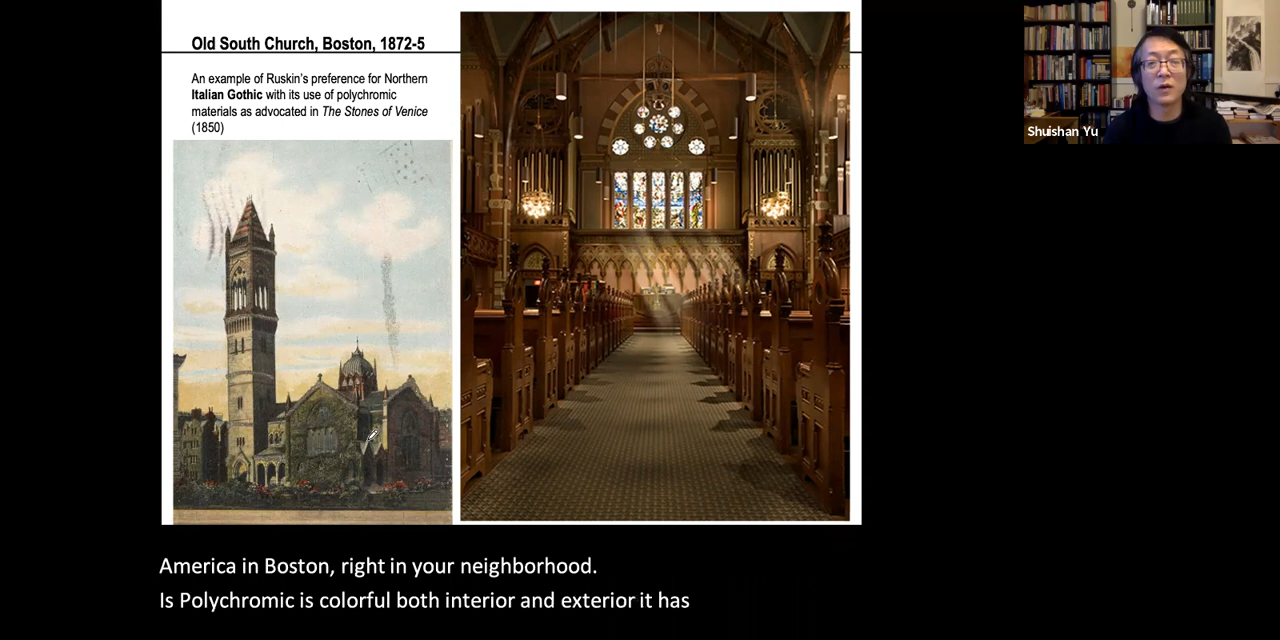 Old South Church, Boston, 1872-5
An example of Ruskin's preference for Northern
Italian Gothic with its use of polychromic
materials as advocated in The Stones of Venice
(1850)
Shuishan Yu
America in Boston, right in your neighborhood.
Is Polychromic is colorful both interior and exterior it has